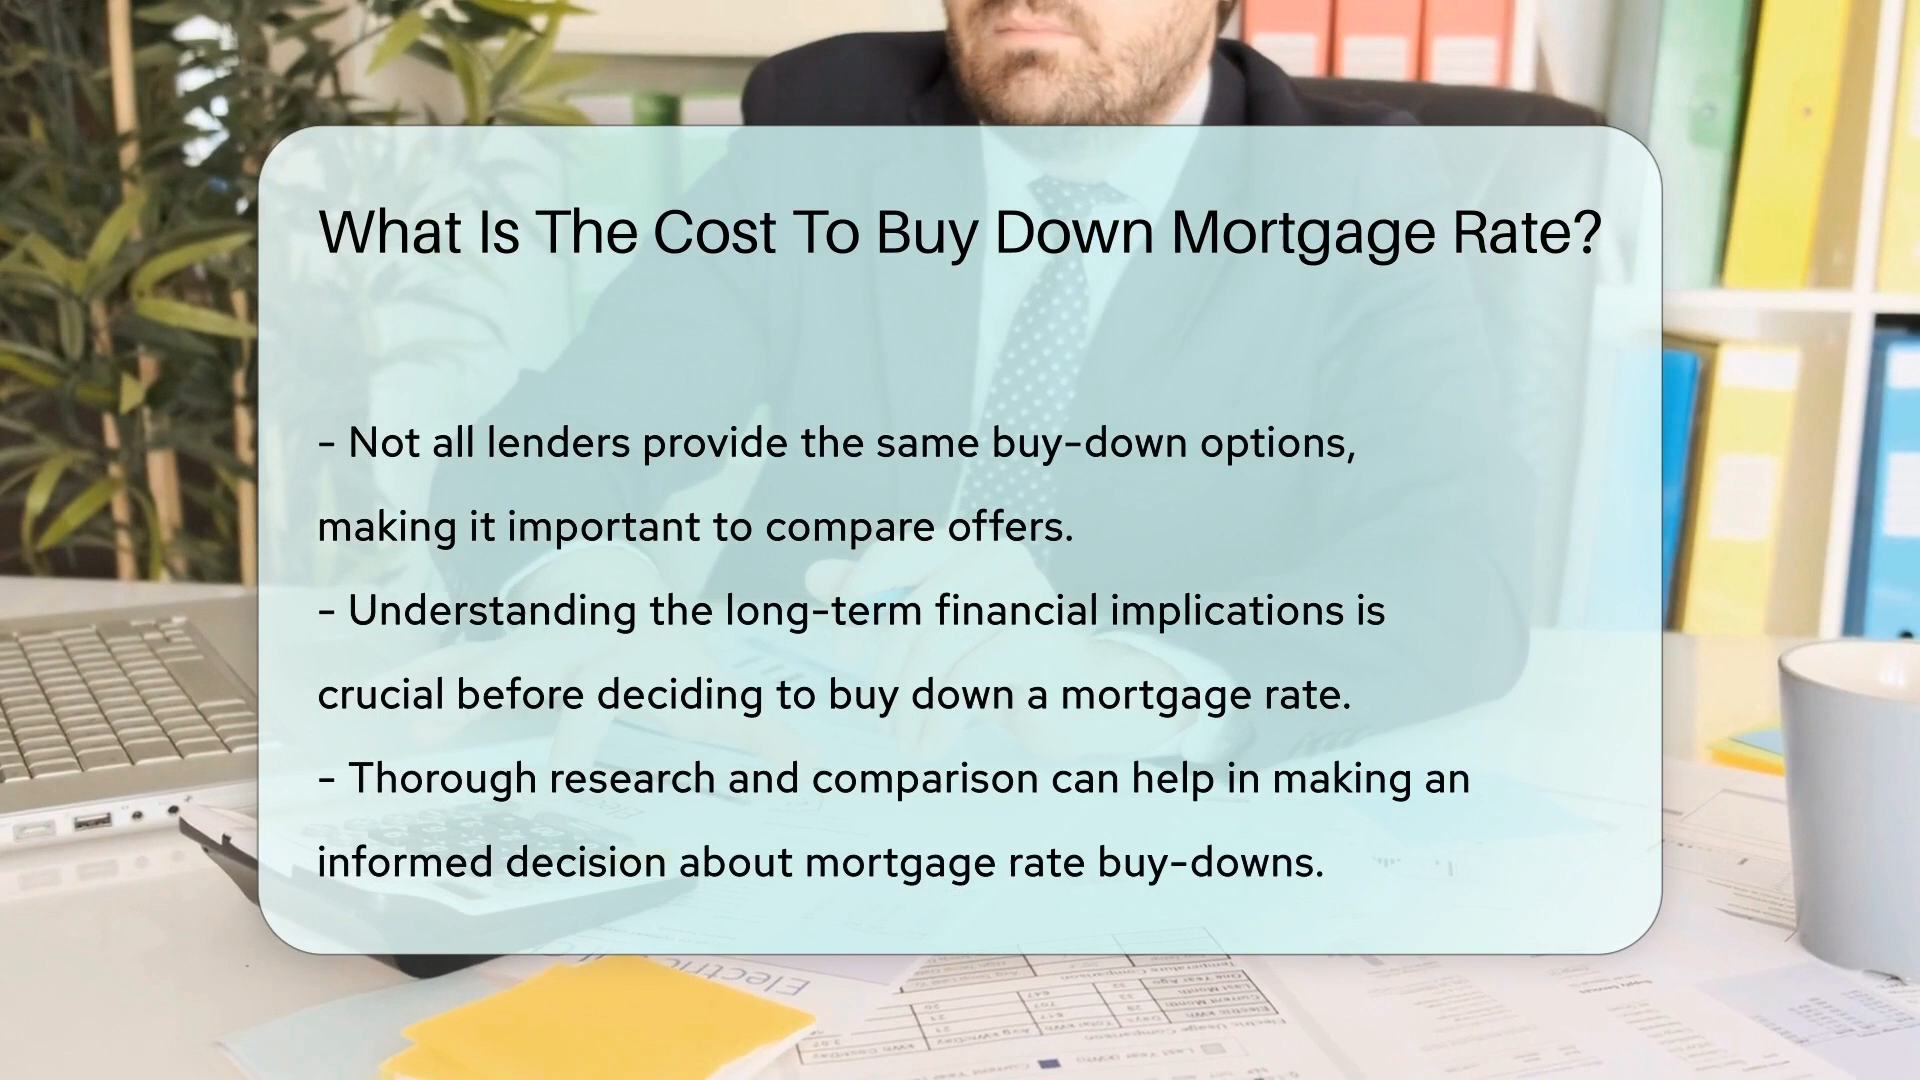 What Is The Cost To Buy Down Mortgage Rate?
- Not all lenders provide the same buy-down options,
making it important to compare offers.
- Understanding the long-term financial implications is
crucial before deciding to buy down a mortgage rate.
- Thorough research and comparison can help in making an
informed decision about mortgage rate buy-downs.
Electric